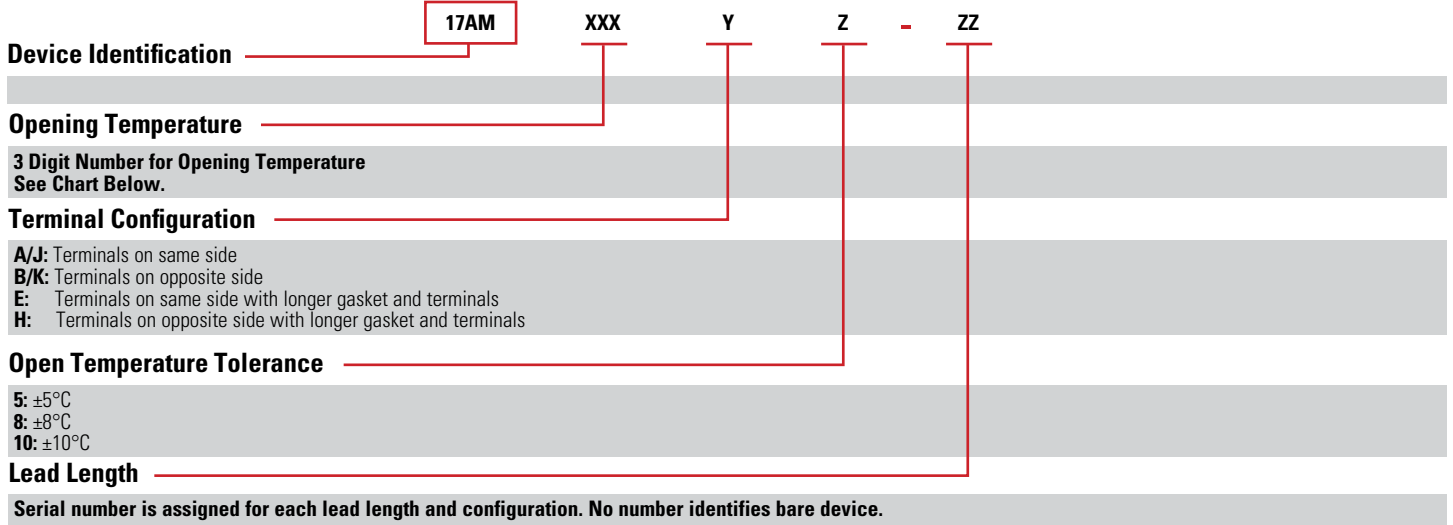 17AM XXX Y Z - ZZ
Device Identification
Opening Temperature
3 Digit Number for Opening Temperature
See Chart Below.
Terminal Configuration
A/J: Terminals on same side
B/K: Terminals on opposite side
E: Terminals on same side with longer gasket and terminals
H: Terminals on opposite side with longer gasket and terminals
Open Temperature Tolerance
5: ±5°C
8: ±8°C
10: ±10°C
Lead Length
Serial number is assigned for each lead length and configuration. No number identifies bare device.